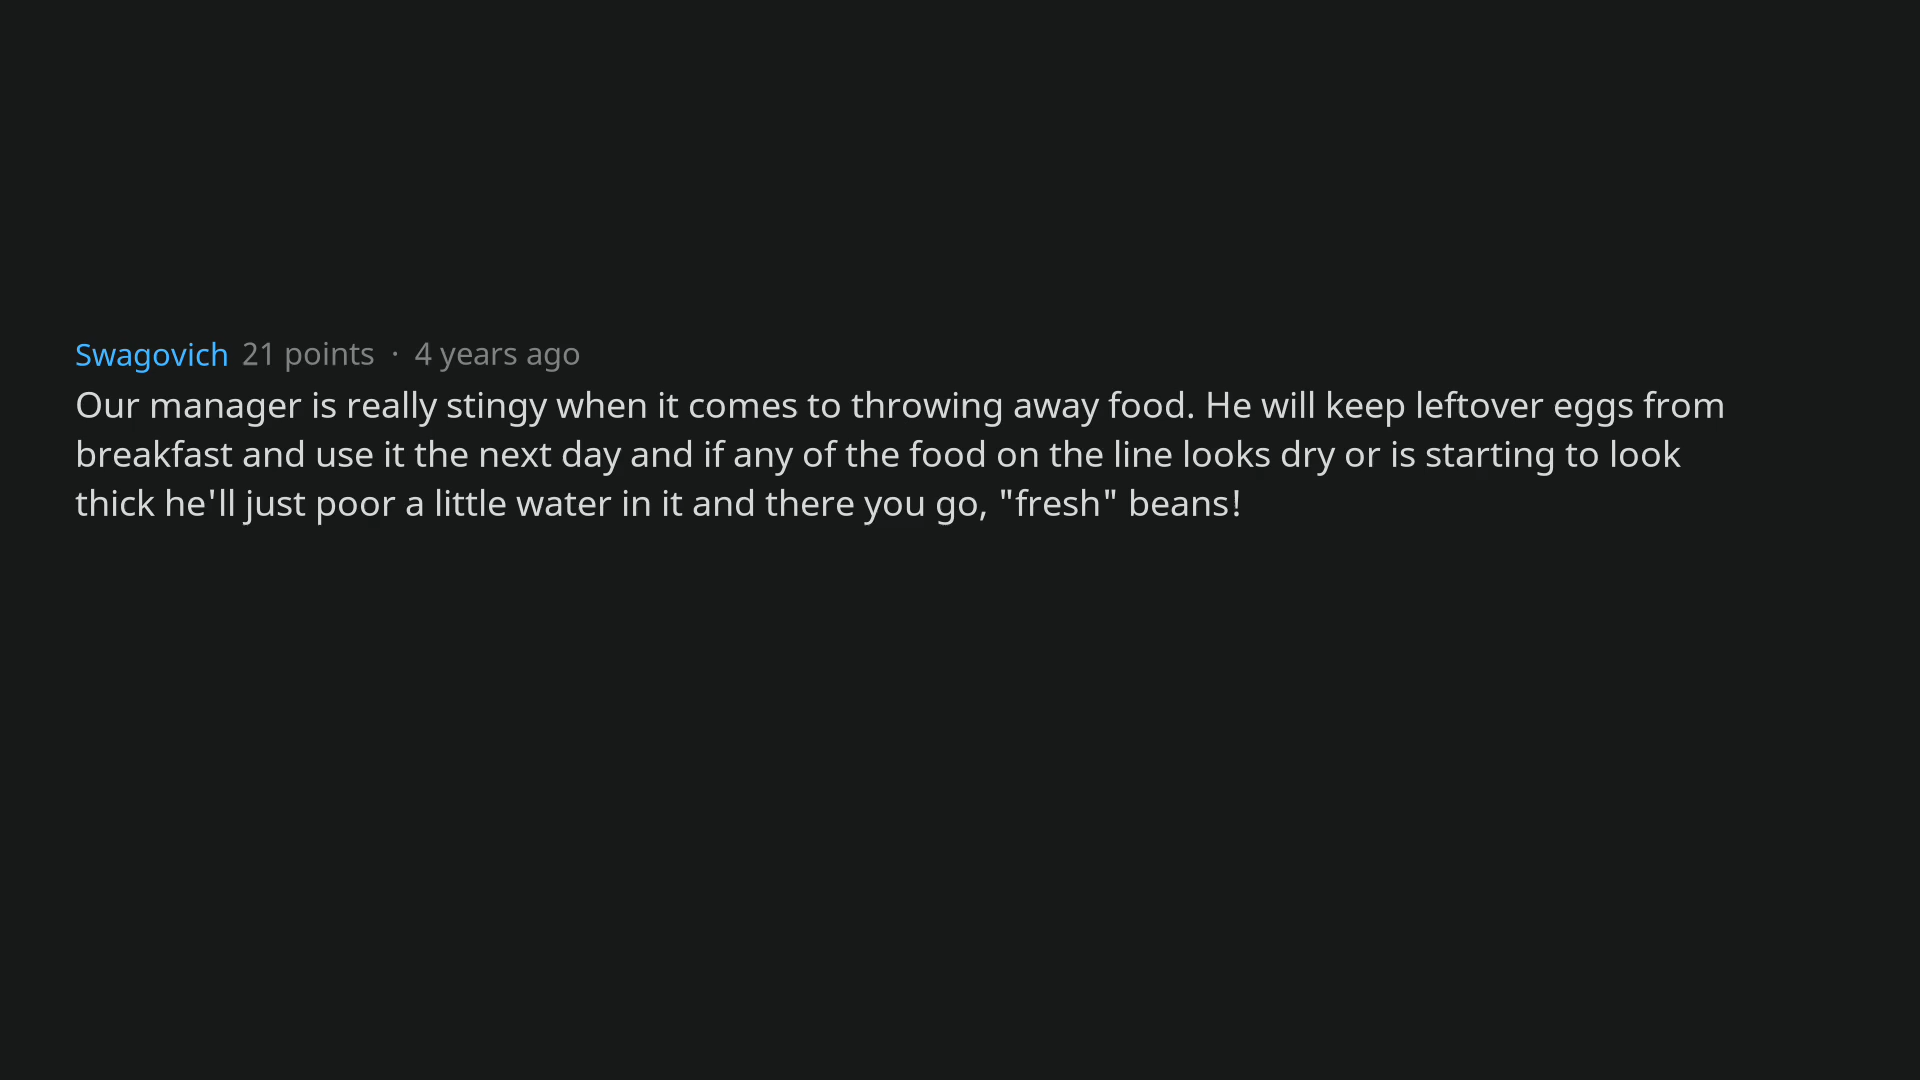 Swagovich 21 points · 4 years ago
Our manager is really stingy when it comes to throwing away food. He will keep leftover eggs from
breakfast and use it the next day and if any of the food on the line looks dry or is starting to look
thick he'll just poor a little water in it and there you go, "fresh" beans!